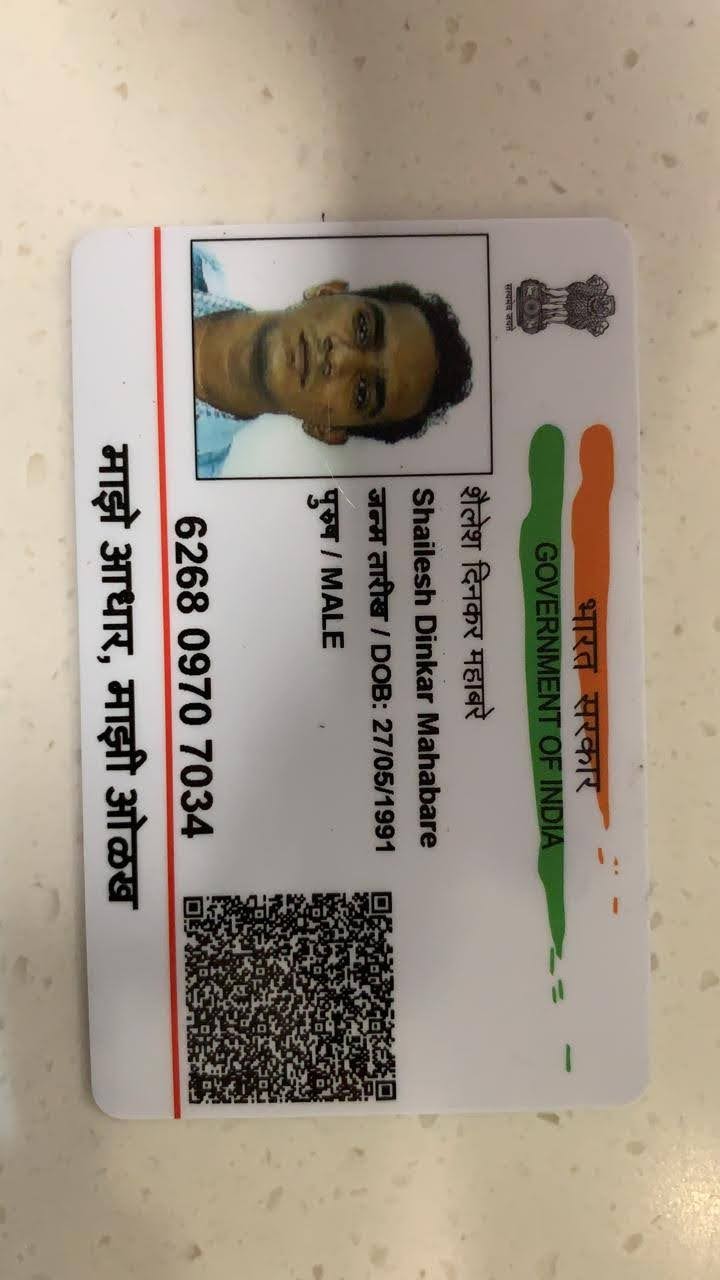 भारत सरकार
GOVERNMENT OF INDIA
सत्यमेव जयते
शैलेश दिनकर महाबरे
Shailesh Dinkar Mahabare
जन्म तारीख / DOB: 27/05/1991
पुरुष / MALE
6268 0970 7034
माझे आधार, माझी ओळख